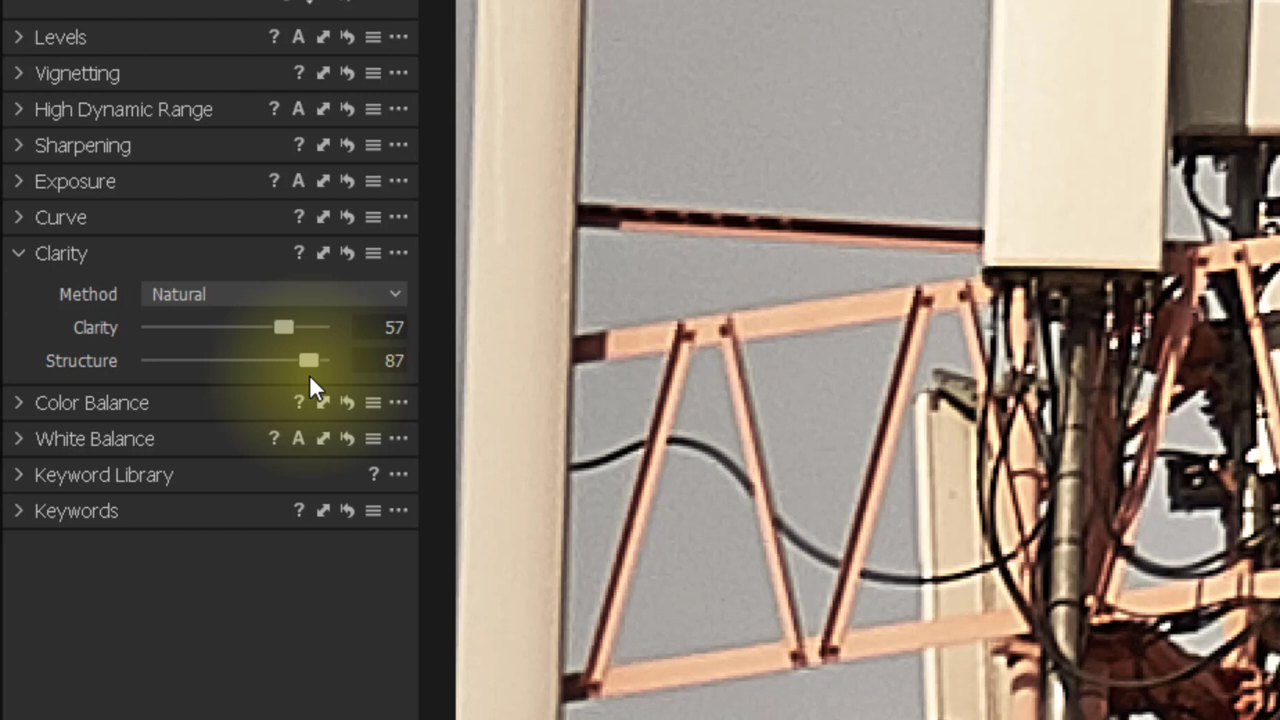 Levels ? A
Vignetting ?
High Dynamic Range ? A
Sharpening ?
Exposure ? A
Curve ?
Clarity ?
Method Natural
Clarity 57
Structure 87
Color Balance ?
White Balance ? A
Keyword Library ?
Keywords ?